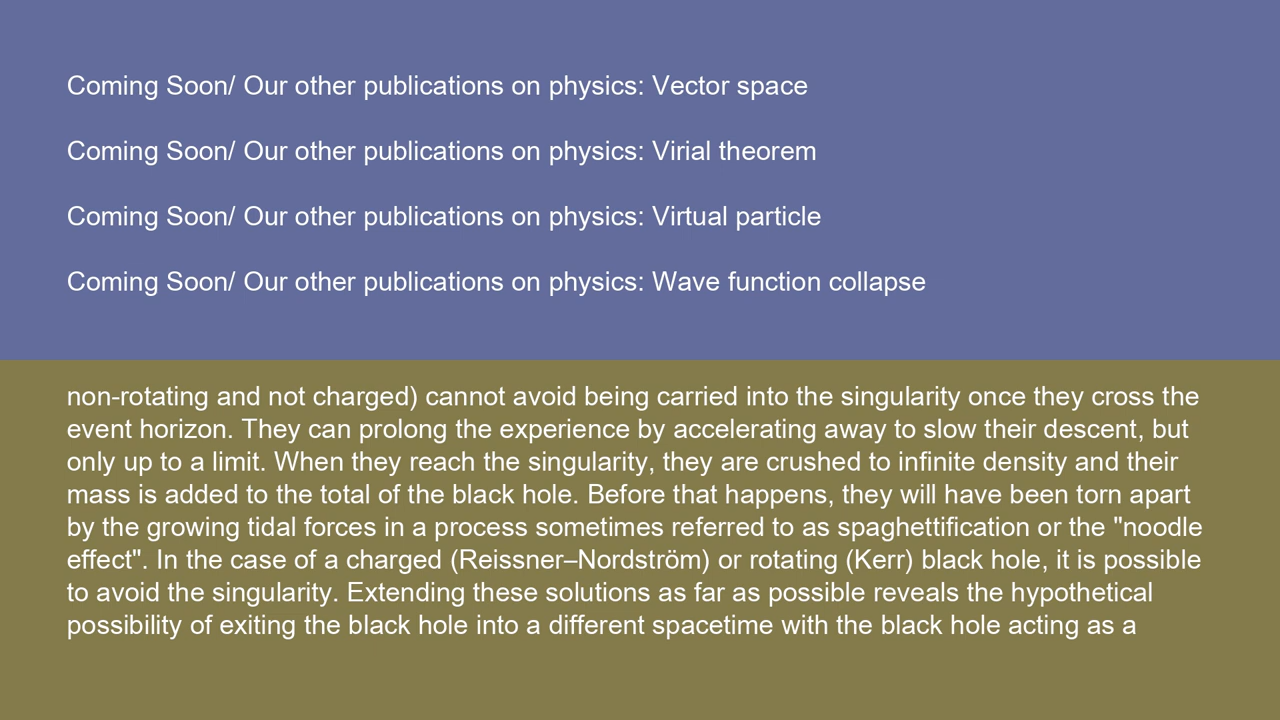 Coming Soon/ Our other publications on physics: Vector space
Coming Soon/ Our other publications on physics: Virial theorem
Coming Soon/ Our other publications on physics: Virtual particle
Coming Soon/ Our other publications on physics: Wave function collapse
non-rotating and not charged) cannot avoid being carried into the singularity once they cross the
event horizon. They can prolong the experience by accelerating away to slow their descent, but
only up to a limit. When they reach the singularity, they are crushed to infinite density and their
mass is added to the total of the black hole. Before that happens, they will have been torn apart
by the growing tidal forces in a process sometimes referred to as spaghettification or the "noodle
effect". In the case of a charged (Reissner–Nordström) or rotating (Kerr) black hole, it is possible
to avoid the singularity. Extending these solutions as far as possible reveals the hypothetical
possibility of exiting the black hole into a different spacetime with the black hole acting as a